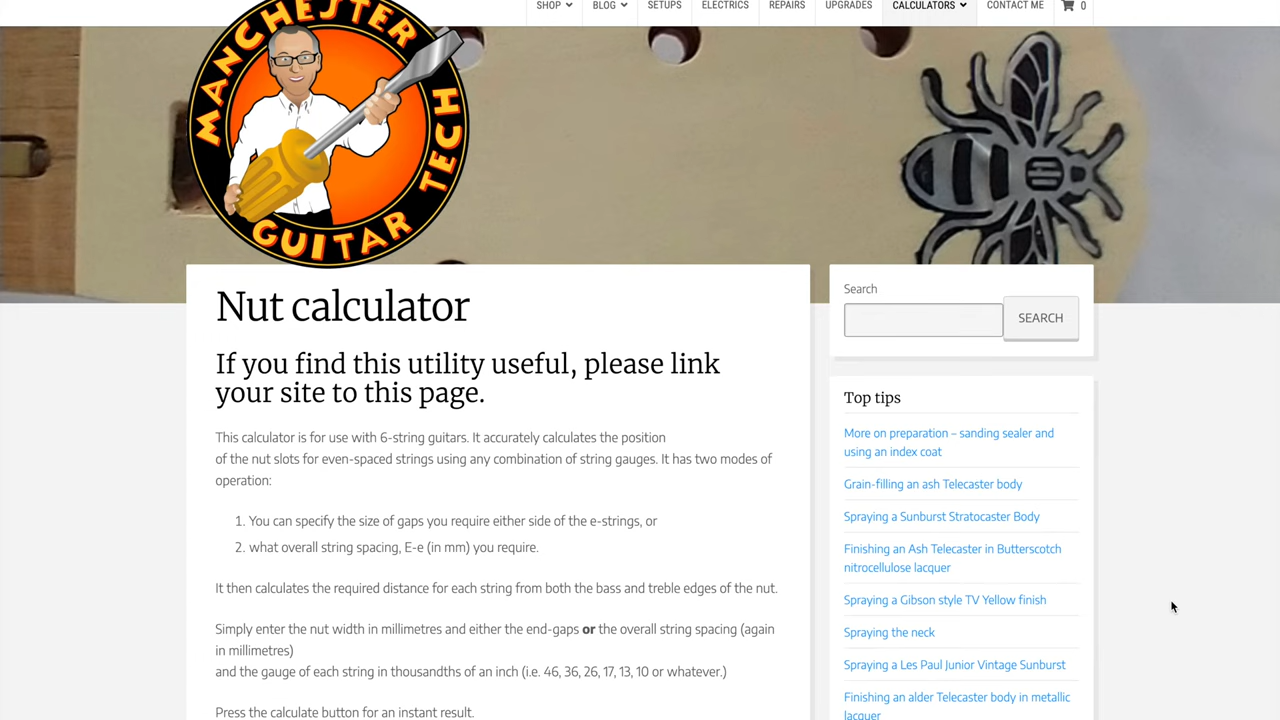 SHOP
BLOG
SETUPS
ELECTRICS
REPAIRS
UPGRADES
CALCULATORS
CONTACT ME
0
MANCHESTER
GUITAR
TECH
Nut calculator
If you find this utility useful, please link
your site to this page.
This calculator is for use with 6-string guitars. It accurately calculates the position
of the nut slots for even-spaced strings using any combination of string gauges. It has two modes of
operation:
1. You can specify the size of gaps you require either side of the e-strings, or
2. what overall string spacing, E-e (in mm) you require.
It then calculates the required distance for each string from both the bass and treble edges of the nut.
Simply enter the nut width in millimetres and either the end-gaps or the overall string spacing (again
in millimetres)
and the gauge of each string in thousandths of an inch (i.e. 46, 36, 26, 17, 13, 10 or whatever.)
Press the calculate button for an instant result.
Search
SEARCH
Top tips
More on preparation – sanding sealer and
using an index coat
Grain-filling an ash Telecaster body
Spraying a Sunburst Stratocaster Body
Finishing an Ash Telecaster in Butterscotch
nitrocellulose lacquer
Spraying a Gibson style TV Yellow finish
Spraying the neck
Spraying a Les Paul Junior Vintage Sunburst
Finishing an alder Telecaster body in metallic
lacquer